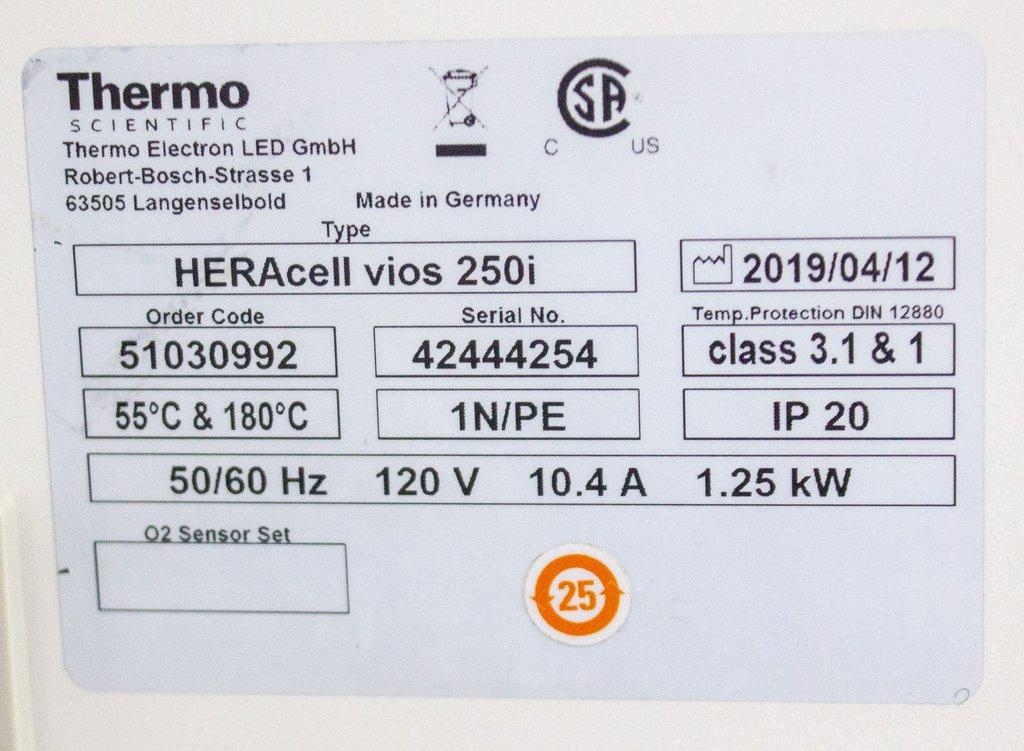 Thermo
SCIENTIFIC
Thermo Electron LED GmbH
Robert-Bosch-Strasse 1
63505 Langenselbold
Made in Germany
CSA
C US
Type
HERAcell vios 250i
2019/04/12
Order Code
51030992
Serial No.
42444254
Temp.Protection DIN 12880
class 3.1 & 1
55°C & 180°C
1N/PE
IP 20
50/60 Hz 120 V 10.4 A 1.25 kW
O2 Sensor Set
25